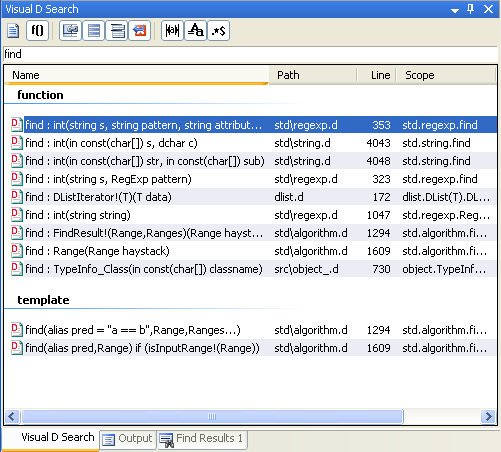 Visual D Search
f()
|a| Aa .*$
find
Name Path Line Scope
function
find : int(string s, string pattern, string attribut... std\regexp.d 353 std.regexp.find
find : int(in const(char[]) s, dchar c) std\string.d 4043 std.string.find
find : int(in const(char[]) str, in const(char[]) sub) std\string.d 4048 std.string.find
find : int(string s, RegExp pattern) std\regexp.d 323 std.regexp.find
find : DListIterator!(T)(T data) dlist.d 172 dlist.DList(T).DL...
find : int(string string) std\regexp.d 1047 std.regexp.Reg...
find : FindResult!(Range,Ranges)(Range hayst... std\algorithm.d 1294 std.algorithm.fi...
find : Range(Range haystack) std\algorithm.d 1609 std.algorithm.fi...
find : TypeInfo_Class(in const(char[]) classname) src\object_.d 730 object.TypeInf...
template
find(alias pred = "a == b",Range,Ranges...) std\algorithm.d 1294 std.algorithm.fi...
find(alias pred,Range) if (isInputRange!(Range)) std\algorithm.d 1609 std.algorithm.fi...
Visual D Search Output Find Results 1